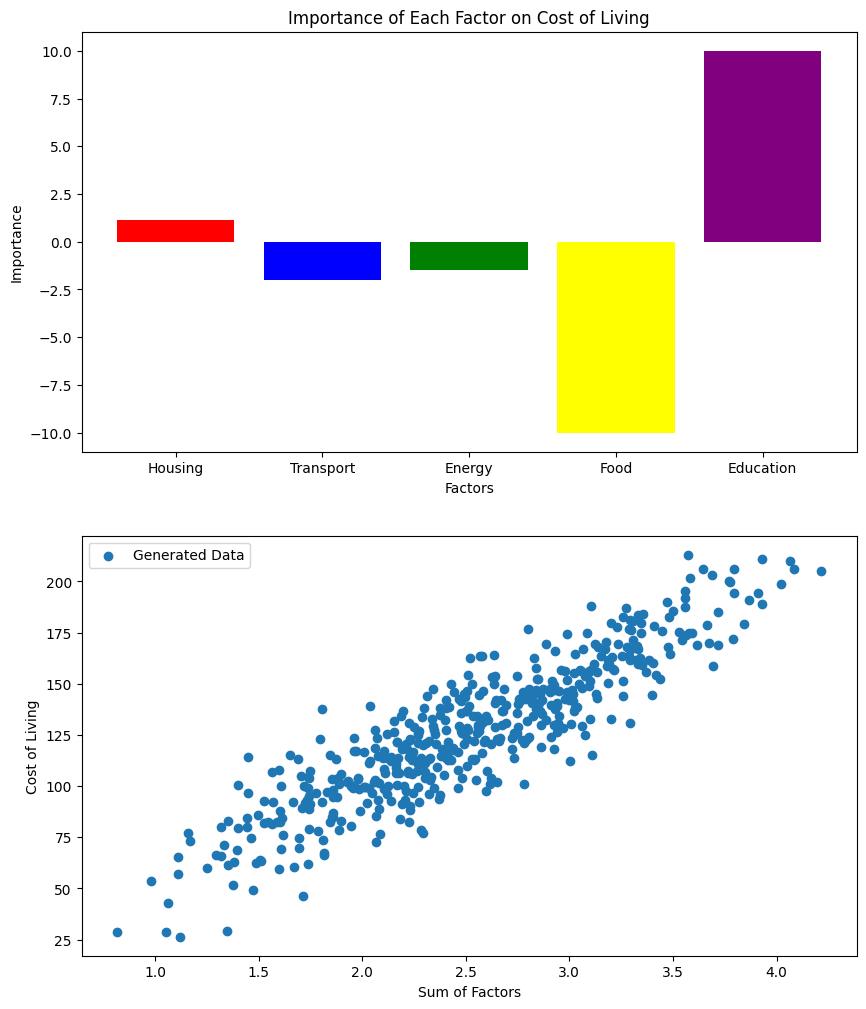 Importance of Each Factor on Cost of Living
10.0
7.5
5.0
2.5
0.0
−2.5
−5.0
−7.5
−10.0
Importance
Housing Transport Energy Food Education
Factors
Generated Data
200
175
150
125
100
75
50
25
Cost of Living
1.0 1.5 2.0 2.5 3.0 3.5 4.0
Sum of Factors